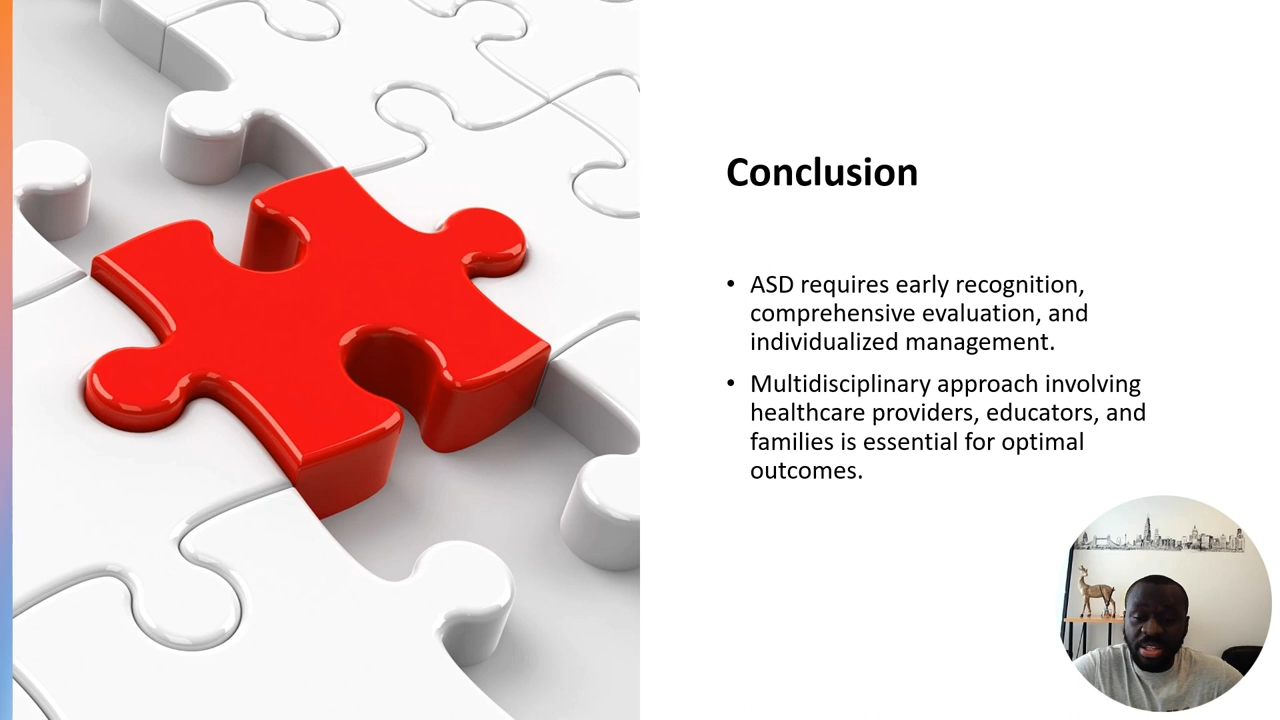 Conclusion
• ASD requires early recognition,
comprehensive evaluation, and
individualized management.
• Multidisciplinary approach involving
healthcare providers, educators, and
families is essential for optimal
outcomes.